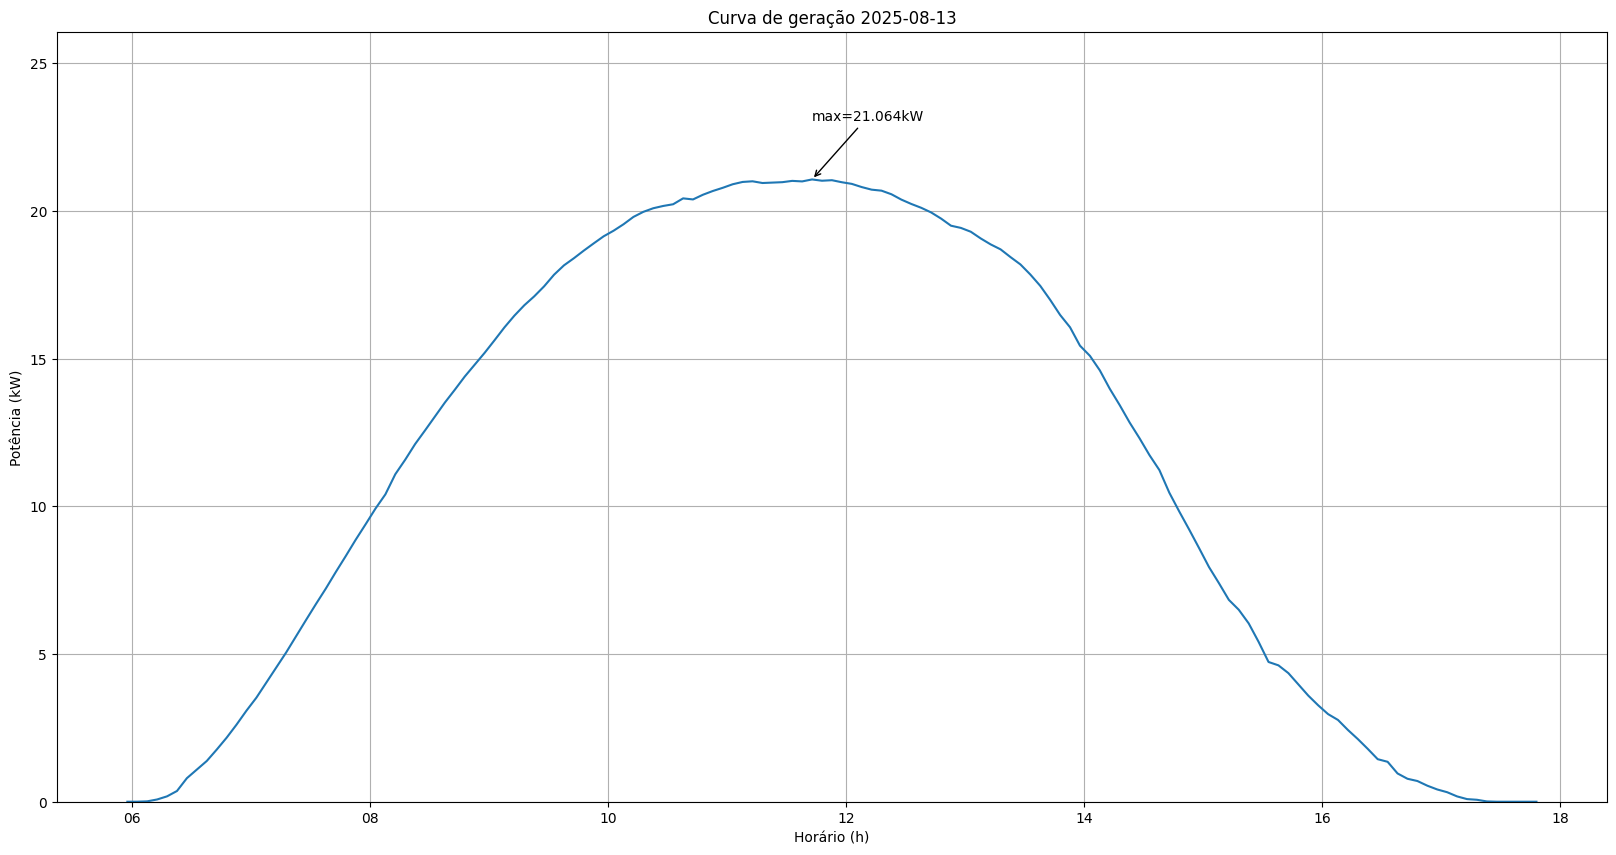 Curva de geração 2025-08-13
25
max=21.064kW
20
15
Potência (kW)
10
5
0
06 08 10 12 14 16 18
Horário (h)